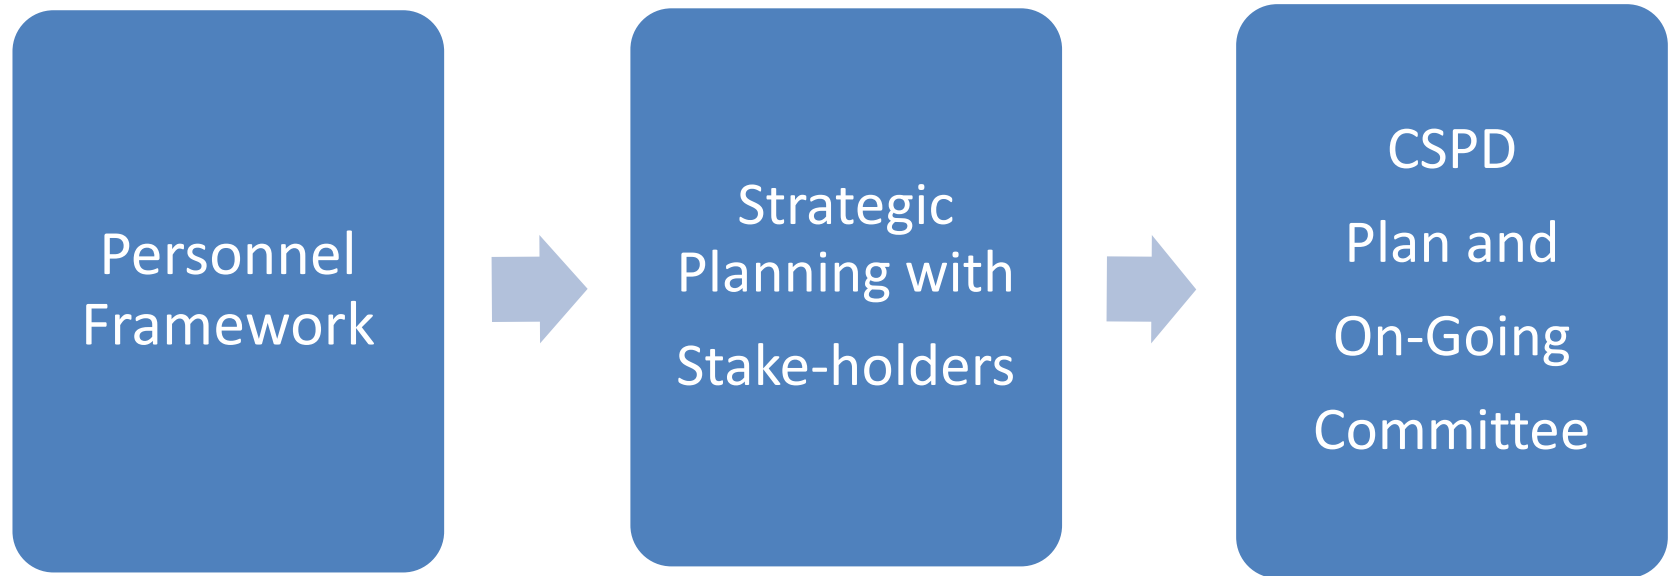 Personnel
Framework
Strategic
Planning with
Stake-holders
CSPD
Plan and
On-Going
Committee